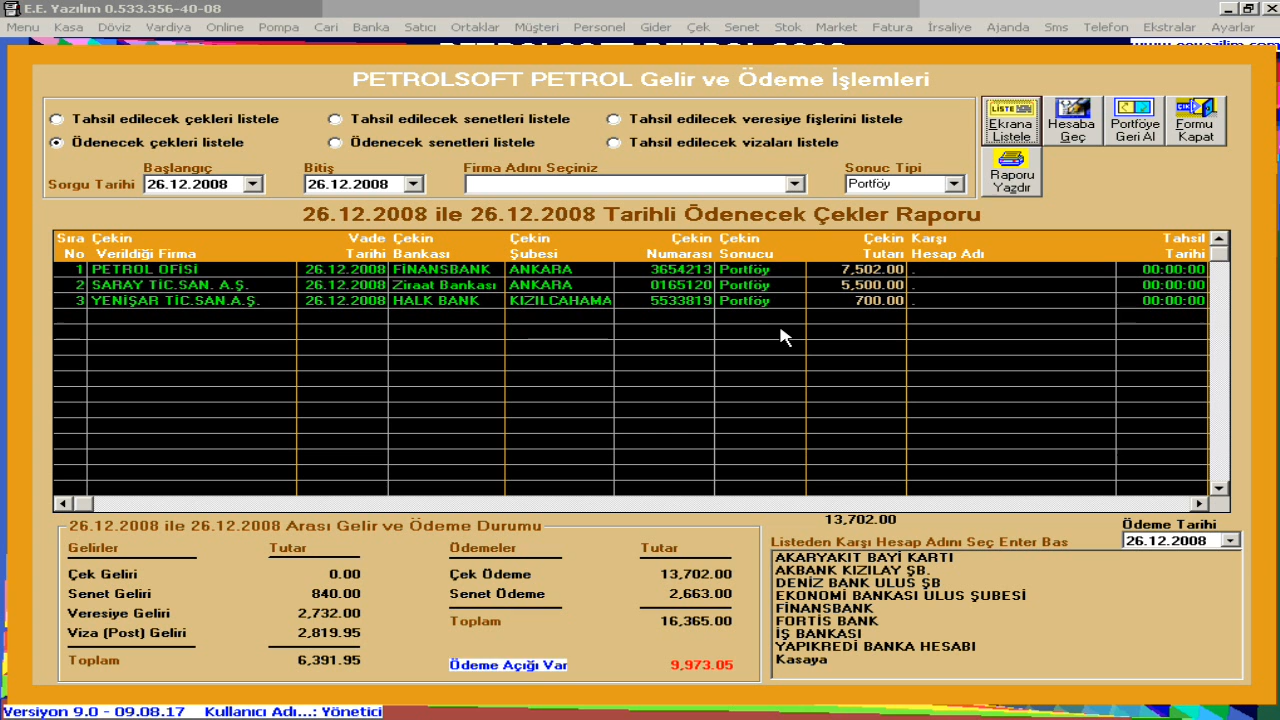 E.E. Yazılım 0.533.356-40-08
Menu Kasa Döviz Vardiya Online Pompa Cari Banka Satıcı Ortaklar Müşteri Personel Gider Çek Senet Stok Market Fatura İrsaliye Ajanda Sms Telefon Ekstralar Ayarlar
PETROLSOFT PETROL Gelir ve Ödeme İşlemleri
Tahsil edilecek çekleri listele Tahsil edilecek senetleri listele Tahsil edilecek veresiye fişlerini listele
Ödenecek çekleri listele Ödenecek senetleri listele Tahsil edilecek vizaları listele
LİSTE
Ekrana Listele
Hesaba Geç
Portföye Geri Al
Formu Kapat
Raporu Yazdır
Başlangıç Bitiş Firma Adını Seçiniz Sonuc Tipi
Sorgu Tarihi 26.12.2008 26.12.2008 Portföy
26.12.2008 ile 26.12.2008 Tarihli Ödenecek Çekler Raporu
Sıra Çekin Vade Çekin Çekin Çekin Çekin Çekin Karşı Tahsil
No Verildiği Firma Tarihi Bankası Şubesi Numarası Sonucu Tutarı Hesap Adı Tarihi
1 PETROL OFİSİ 26.12.2008 FİNANSBANK ANKARA 3654213 Portföy 7,502.00 . 00:00:00
2 SARAY TİC.SAN. A.Ş. 26.12.2008 Ziraat Bankası ANKARA 0165120 Portföy 5,500.00 . 00:00:00
3 YENİŞAR TİC.SAN.A.Ş. 26.12.2008 HALK BANK KIZILCAHAMA 5533819 Portföy 700.00 . 00:00:00
13,702.00
26.12.2008 ile 26.12.2008 Arası Gelir ve Ödeme Durumu
Gelirler Tutar Ödemeler Tutar
Çek Geliri 0.00 Çek Ödeme 13,702.00
Senet Geliri 840.00 Senet Ödeme 2,663.00
Veresiye Geliri 2,732.00 Toplam 16,365.00
Viza (Post) Geliri 2,819.95
Toplam 6,391.95 Ödeme Açığı Var 9,973.05
Ödeme Tarihi
Listeden Karşı Hesap Adını Seç Enter Bas 26.12.2008
AKARYAKIT BAYİ KARTI
AKBANK KIZILAY ŞB.
DENİZ BANK ULUS ŞB
EKONOMİ BANKASI ULUS ŞUBESİ
FİNANSBANK
FORTİS BANK
İŞ BANKASI
YAPIKREDİ BANKA HESABI
Kasaya
Versiyon 9.0 - 09.08.17 Kullanıcı Adı...: Yönetici